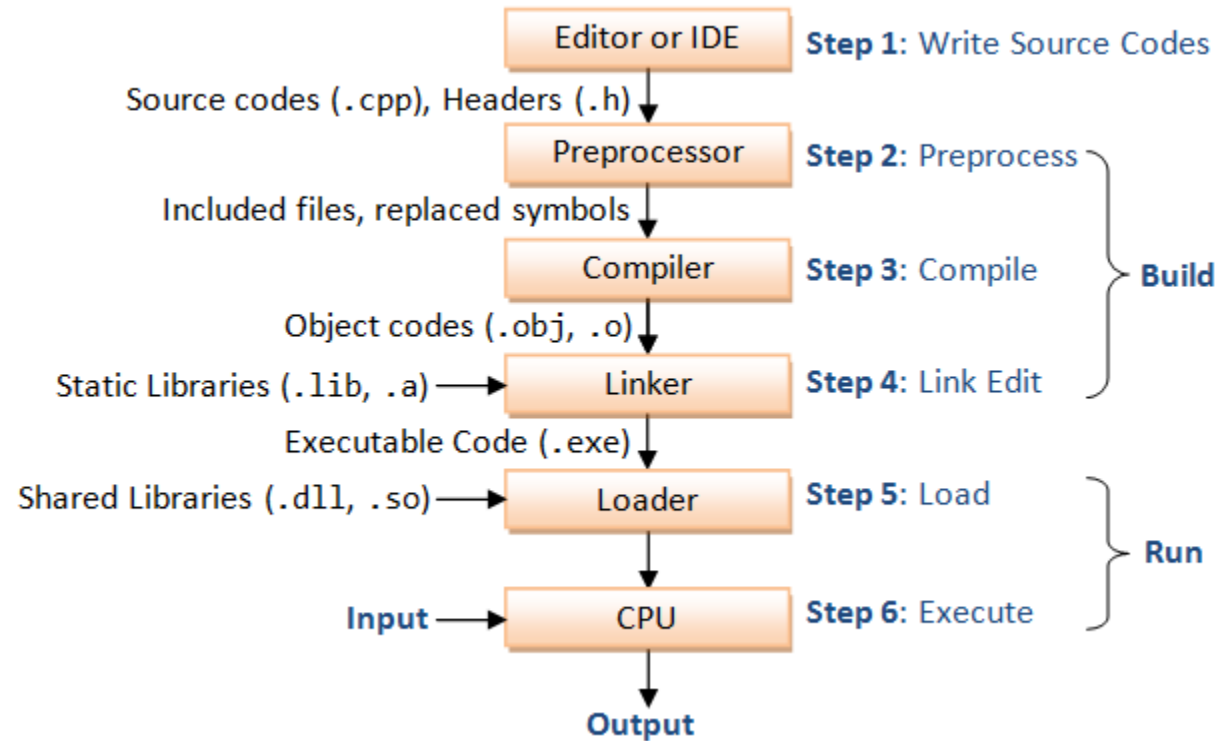 Editor or IDE
Step 1: Write Source Codes
Source codes (.cpp), Headers (.h)
Preprocessor
Step 2: Preprocess
Included files, replaced symbols
Compiler
Step 3: Compile
Build
Object codes (.obj, .o)
Static Libraries (.lib, .a)
Linker
Step 4: Link Edit
Executable Code (.exe)
Shared Libraries (.dll, .so)
Loader
Step 5: Load
Run
Input
CPU
Step 6: Execute
Output